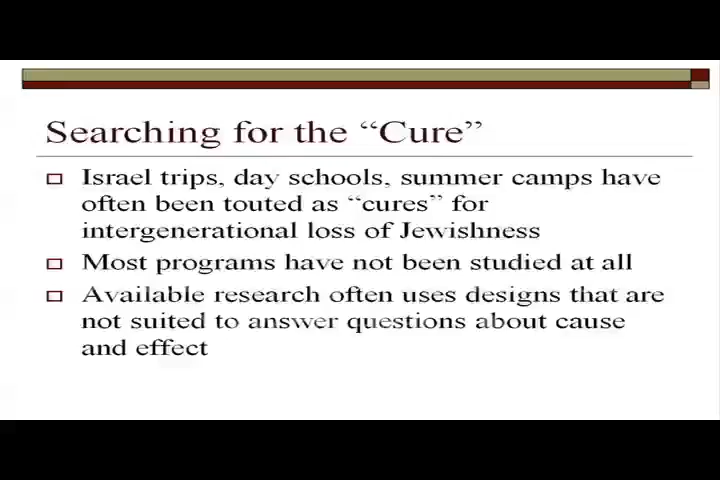 Searching for the “Cure”
Israel trips, day schools, summer camps have
often been touted as “cures” for
intergenerational loss of Jewishness
Most programs have not been studied at all
Available research often uses designs that are
not suited to answer questions about cause
and effect